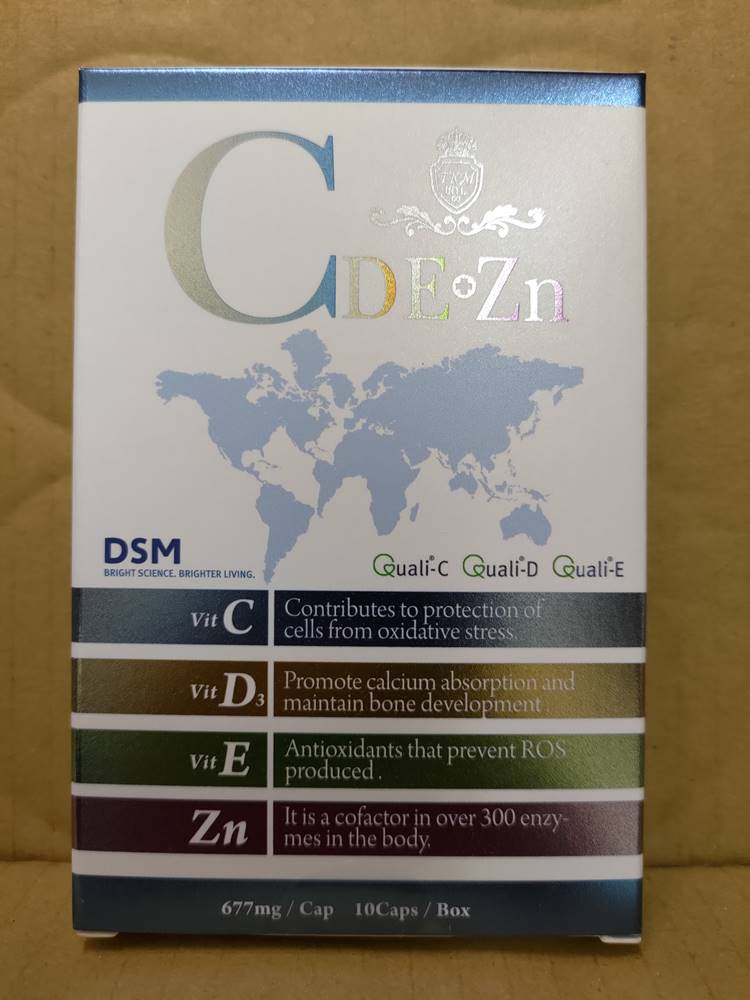 C DE+Zn
DSM
BRIGHT SCIENCE. BRIGHTER LIVING.
Quali®-C Quali®-D Quali®-E
Vit C
Contributes to protection of
cells from oxidative stress.
Vit D3
Promote calcium absorption and
maintain bone development.
Vit E
Antioxidants that prevent ROS
produced.
Zn
It is a cofactor in over 300 enzy-
mes in the body.
677mg / Cap 10Caps / Box